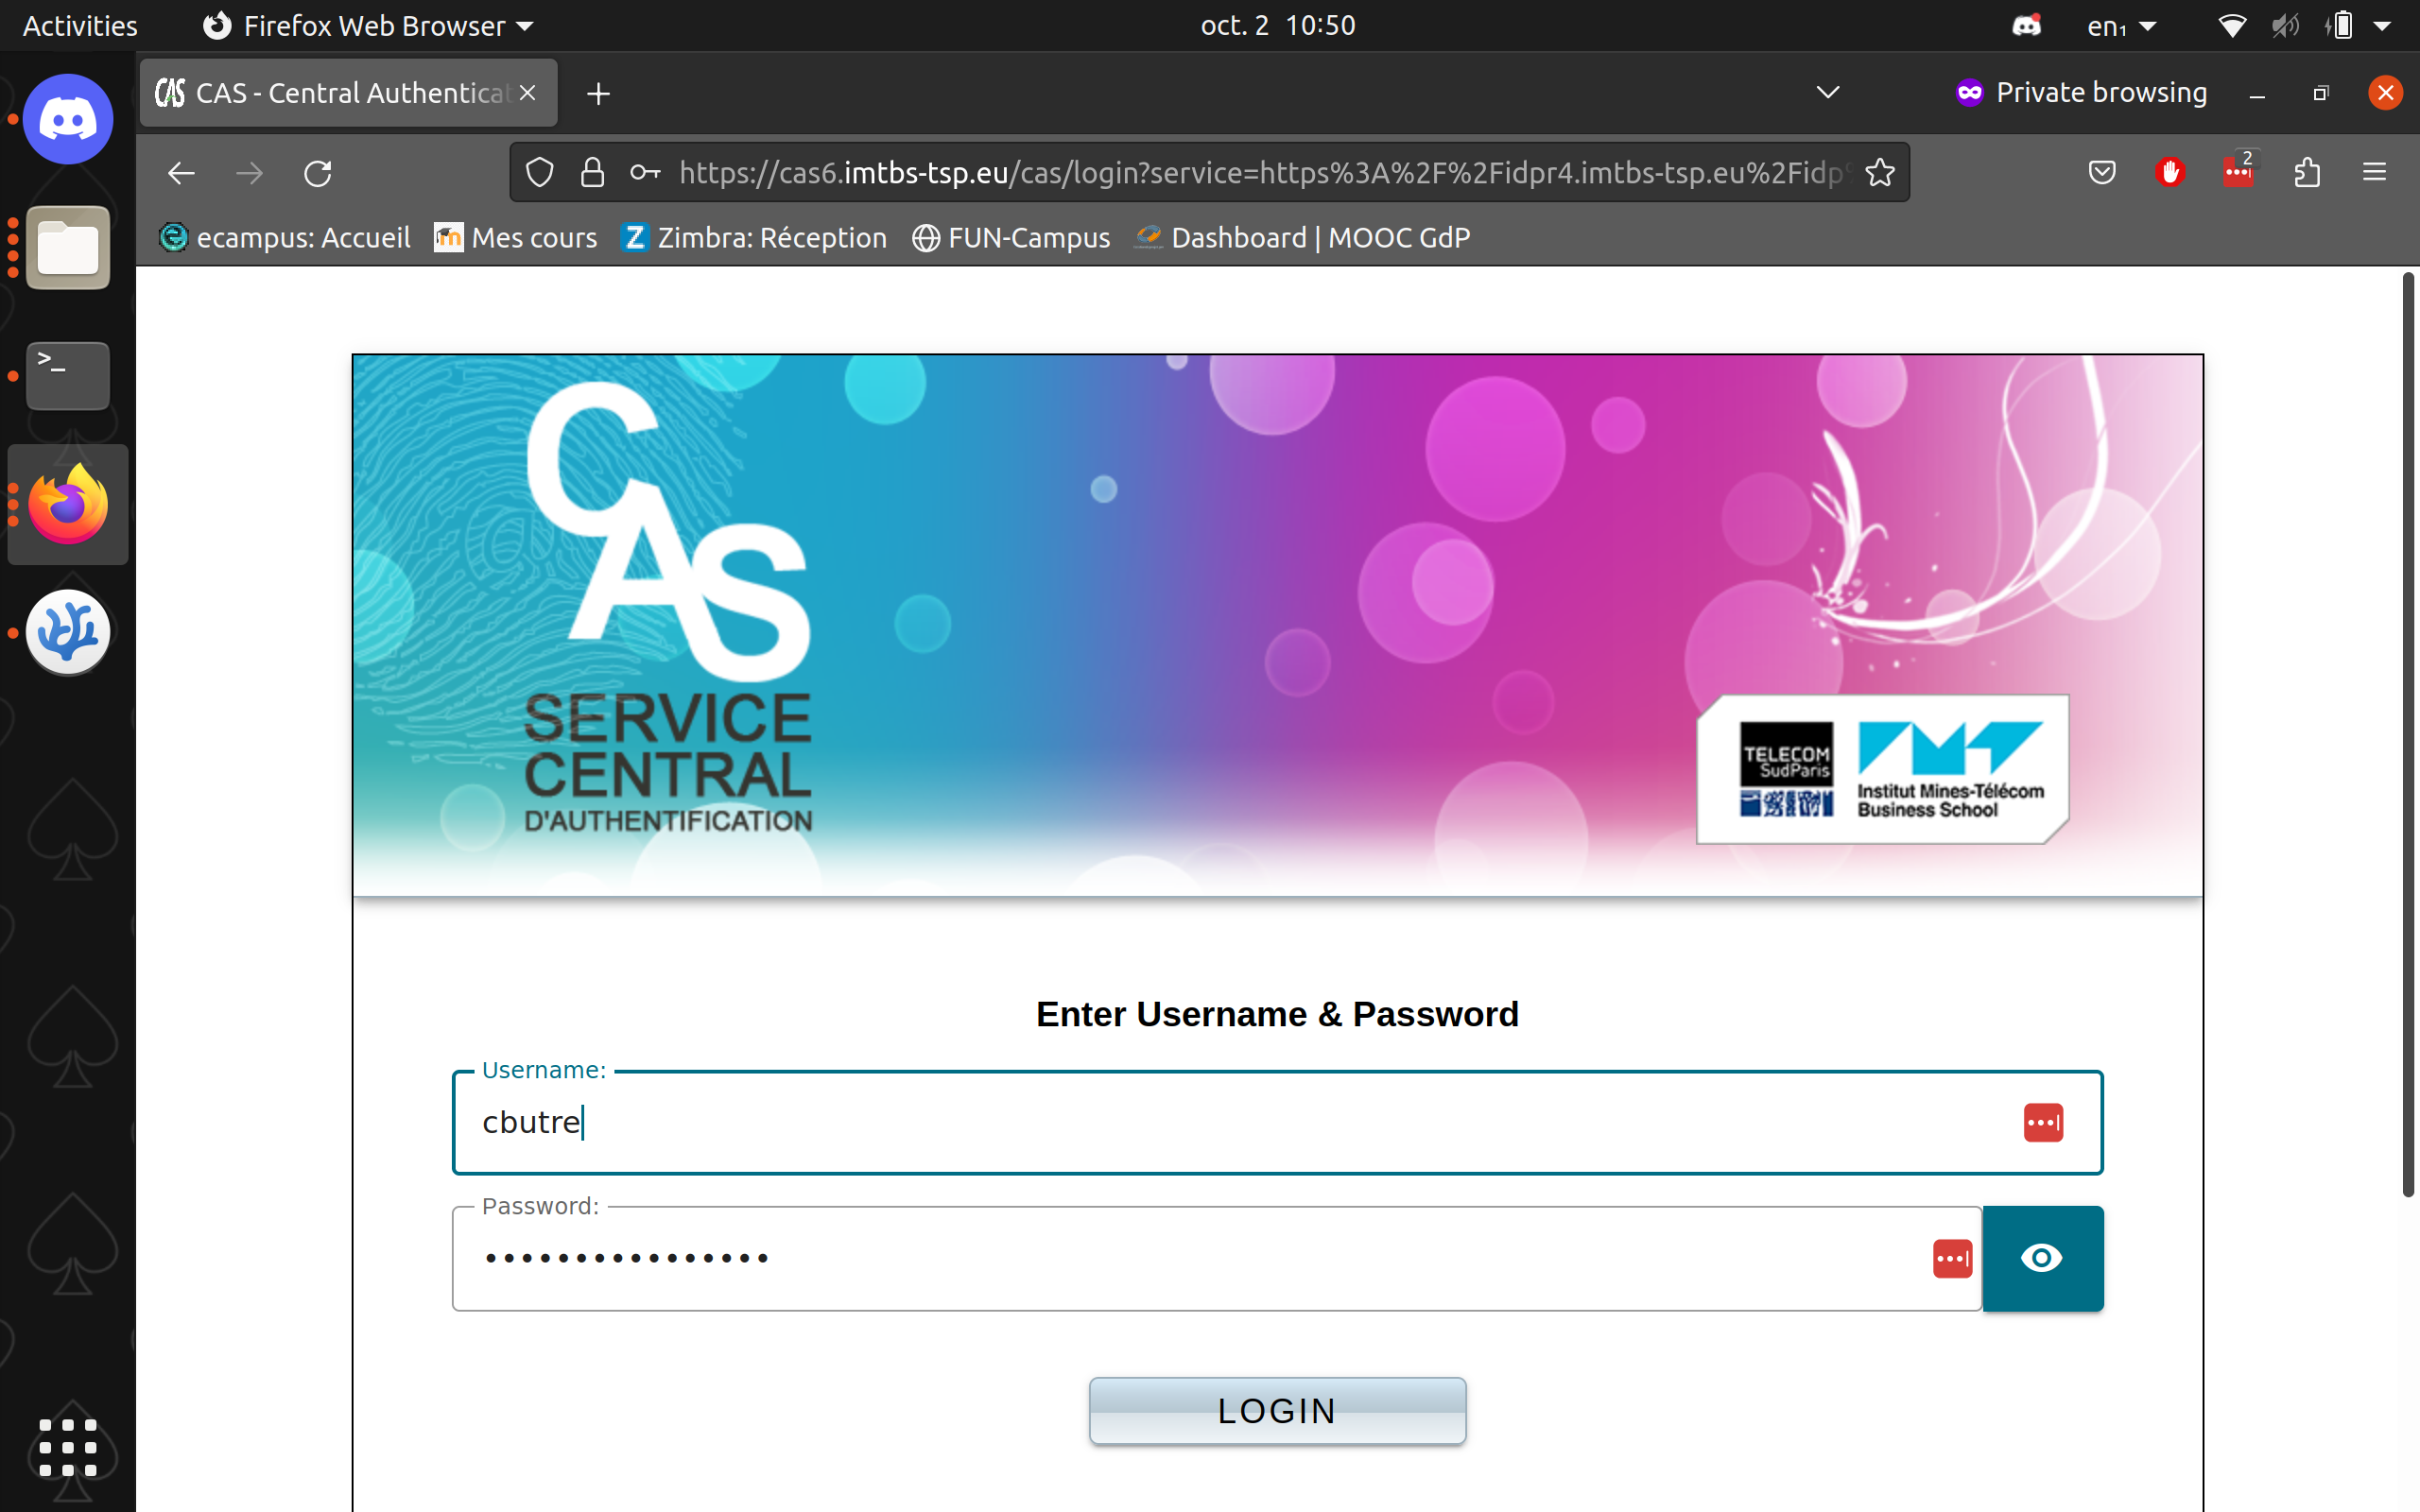 Activities Firefox Web Browser oct. 2 10:50 en₁
CAS - Central Authenticat Private browsing
https://cas6.imtbs-tsp.eu/cas/login?service=https%3A%2F%2Fidpr4.imtbs-tsp.eu%2Fidp% 2
ecampus: Accueil Mes cours Zimbra: Réception FUN-Campus Dashboard | MOOC GdP
CAS
SERVICE
CENTRAL
D'AUTHENTIFICATION
TELECOM
SudParis
Institut Mines-Télécom
Business School
Enter Username & Password
Username:
cbutre
Password:
••••••••••••••••
LOGIN